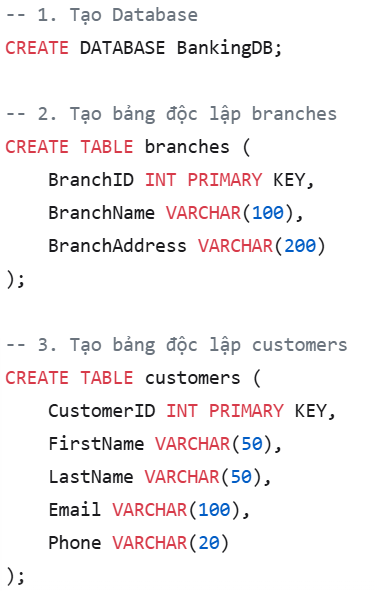 -- 1. Tạo Database
CREATE DATABASE BankingDB;
-- 2. Tạo bảng độc lập branches
CREATE TABLE branches (
    BranchID INT PRIMARY KEY,
    BranchName VARCHAR(100),
    BranchAddress VARCHAR(200)
);
-- 3. Tạo bảng độc lập customers
CREATE TABLE customers (
    CustomerID INT PRIMARY KEY,
    FirstName VARCHAR(50),
    LastName VARCHAR(50),
    Email VARCHAR(100),
    Phone VARCHAR(20)
);